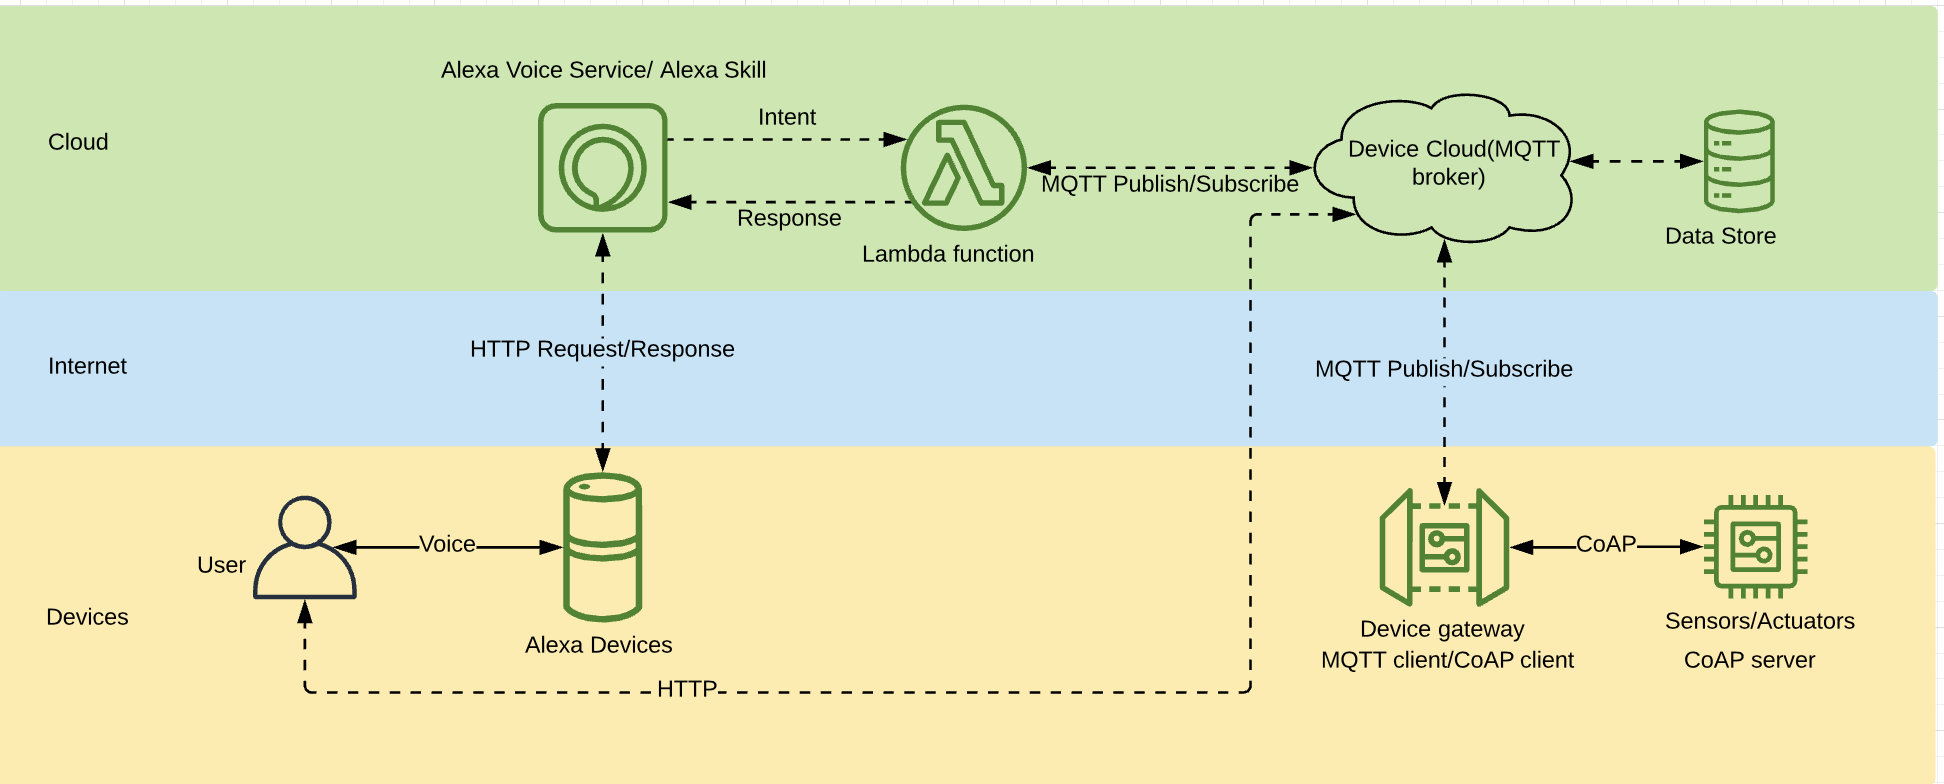 Alexa Voice Service/ Alexa Skill
Intent
Cloud
Device Cloud(MQTT
broker)
MQTT Publish/Subscribe
Response
Lambda function
Data Store
HTTP Request/Response
Internet
MQTT Publish/Subscribe
Voice
CoAP
User
Devices
Alexa Devices
Device gateway
MQTT client/CoAP client
Sensors/Actuators
CoAP server
HTTP